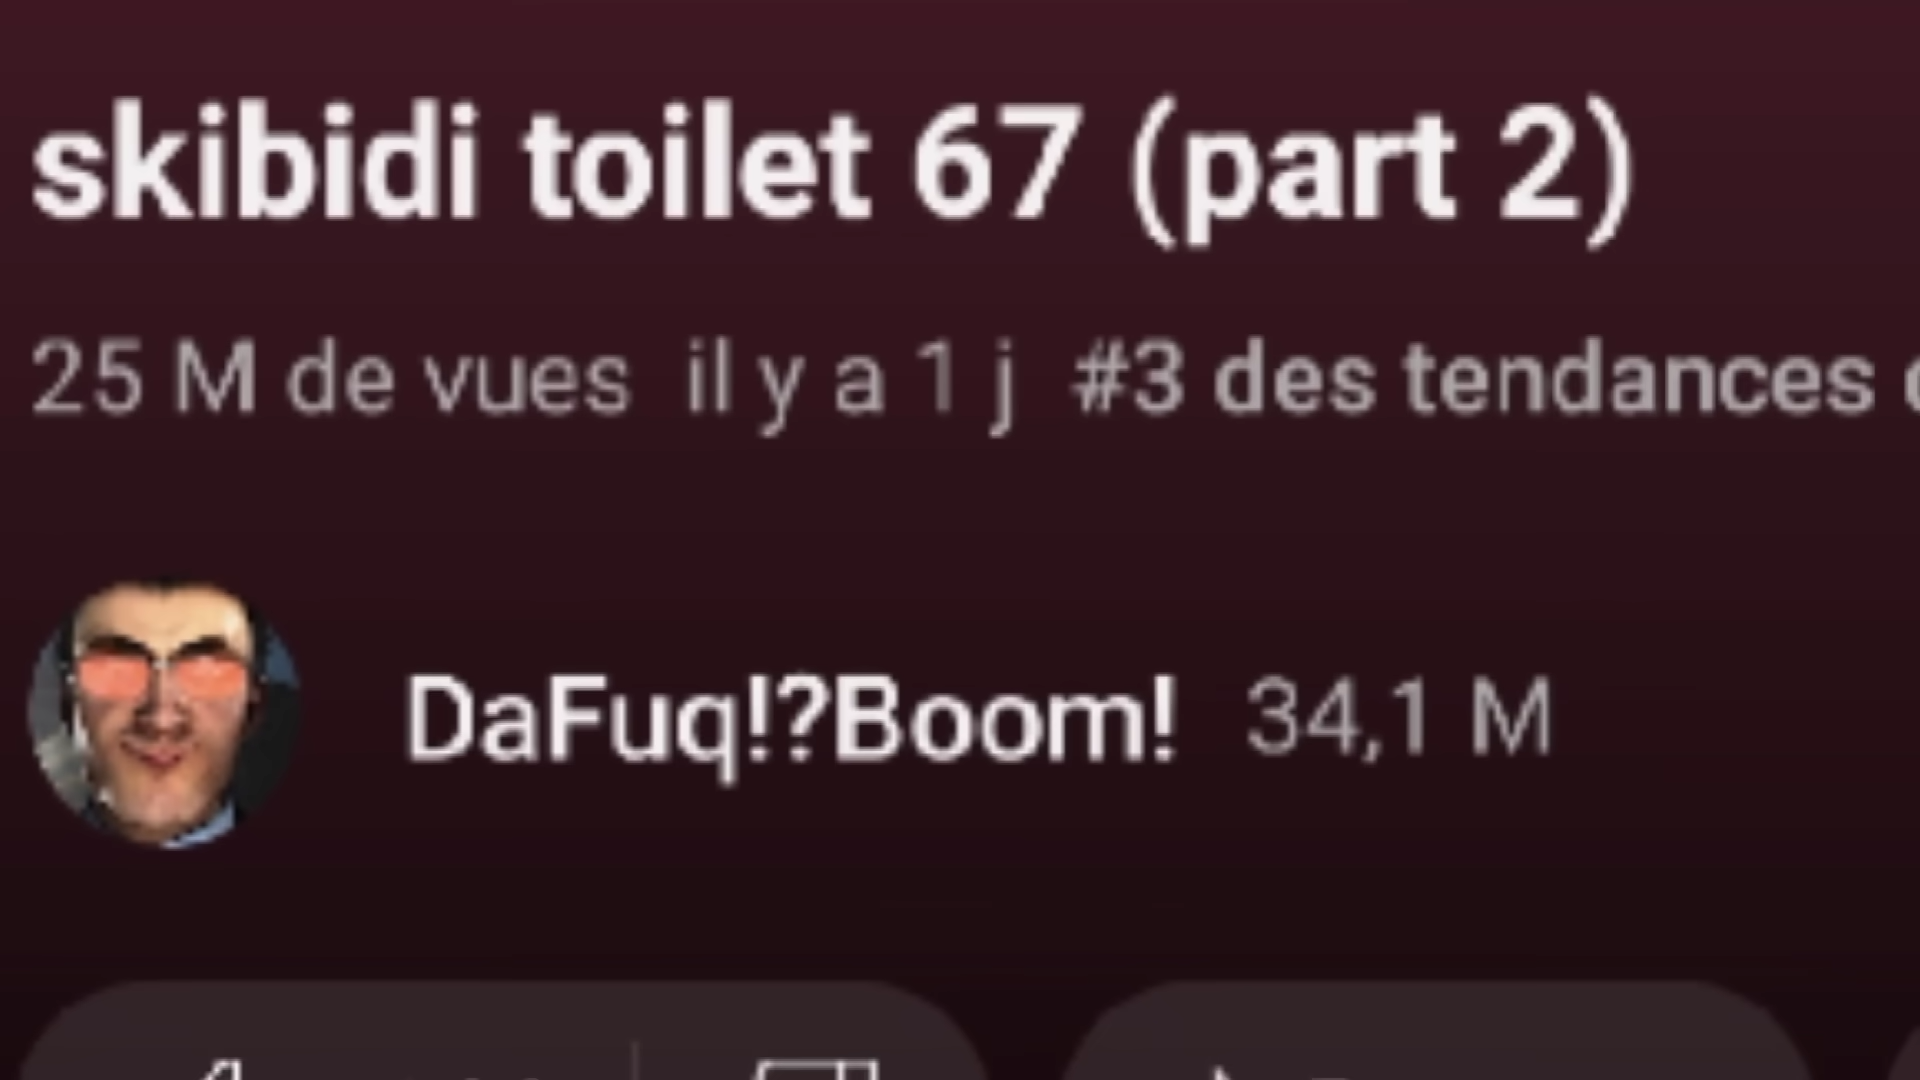 skibidi toilet 67 (part 2)
25 M de vues il y a 1 j #3 des tendances
DaFuq!?Boom! 34,1 M